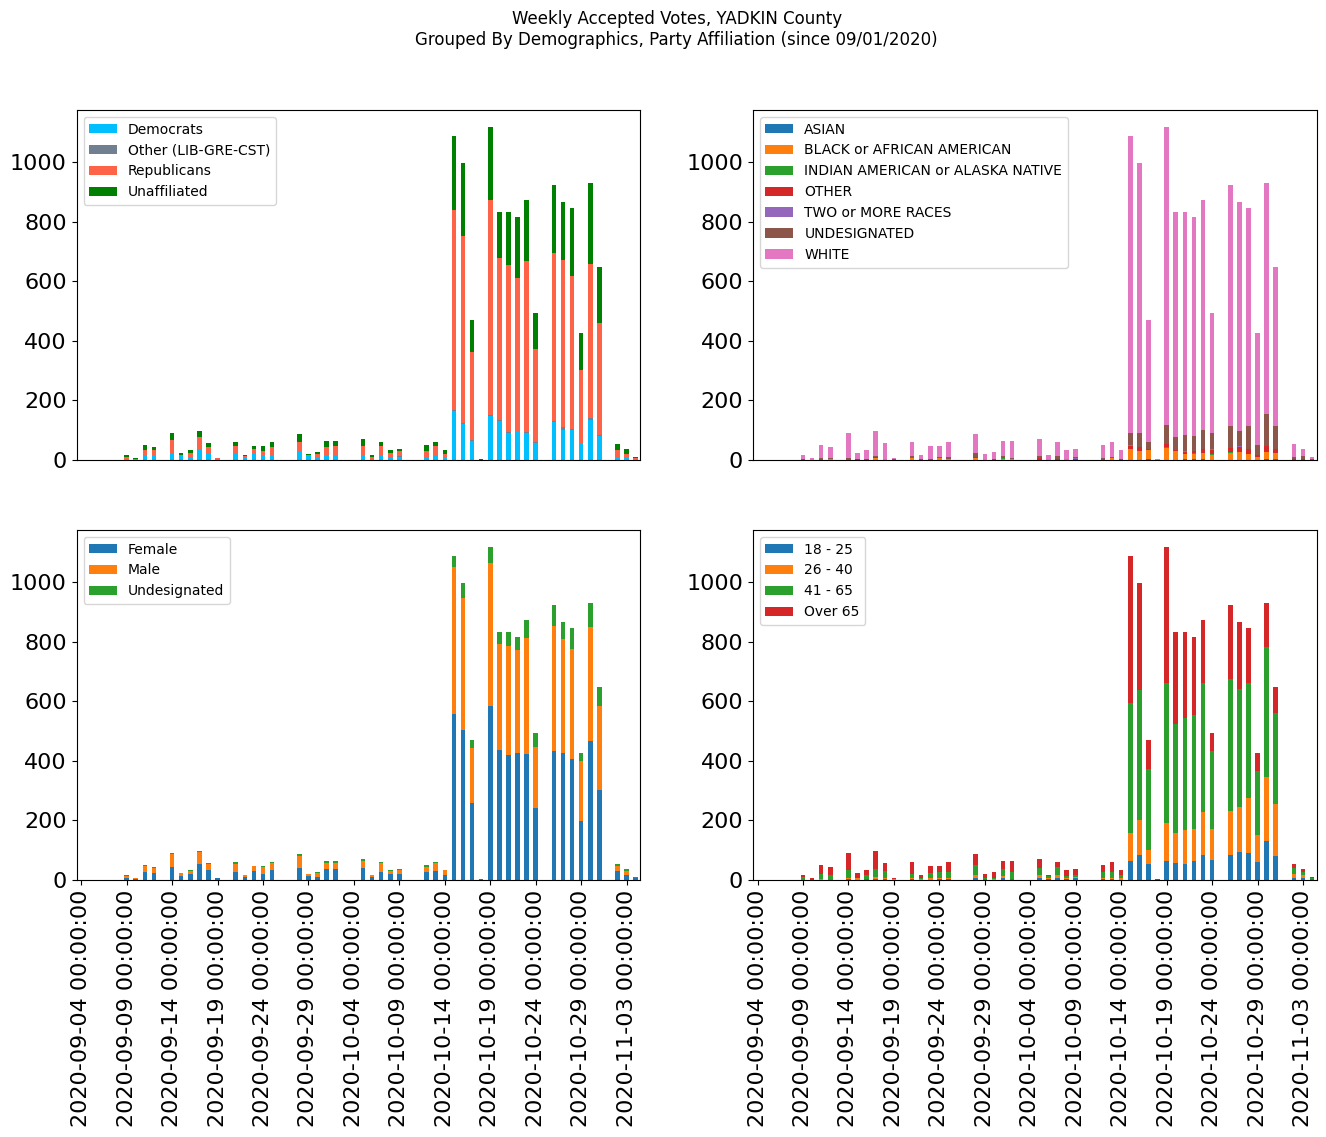 Weekly Accepted Votes, YADKIN County
Grouped By Demographics, Party Affiliation (since 09/01/2020)
1000
800
600
400
200
0
Democrats
Other (LIB-GRE-CST)
Republicans
Unaffiliated
1000
800
600
400
200
0
ASIAN
BLACK or AFRICAN AMERICAN
INDIAN AMERICAN or ALASKA NATIVE
OTHER
TWO or MORE RACES
UNDESIGNATED
WHITE
1000
800
600
400
200
0
Female
Male
Undesignated
2020-09-04 00:00:00
2020-09-09 00:00:00
2020-09-14 00:00:00
2020-09-19 00:00:00
2020-09-24 00:00:00
2020-09-29 00:00:00
2020-10-04 00:00:00
2020-10-09 00:00:00
2020-10-14 00:00:00
2020-10-19 00:00:00
2020-10-24 00:00:00
2020-10-29 00:00:00
2020-11-03 00:00:00
1000
800
600
400
200
0
18 - 25
26 - 40
41 - 65
Over 65
2020-09-04 00:00:00
2020-09-09 00:00:00
2020-09-14 00:00:00
2020-09-19 00:00:00
2020-09-24 00:00:00
2020-09-29 00:00:00
2020-10-04 00:00:00
2020-10-09 00:00:00
2020-10-14 00:00:00
2020-10-19 00:00:00
2020-10-24 00:00:00
2020-10-29 00:00:00
2020-11-03 00:00:00